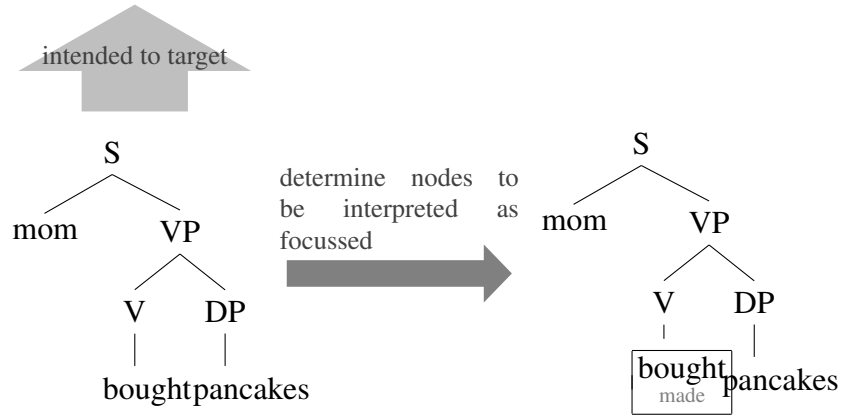 intended to target
S
mom VP
V DP
bought pancakes
determine nodes to
be interpreted as
focussed
S
mom VP
V DP
bought pancakes
made